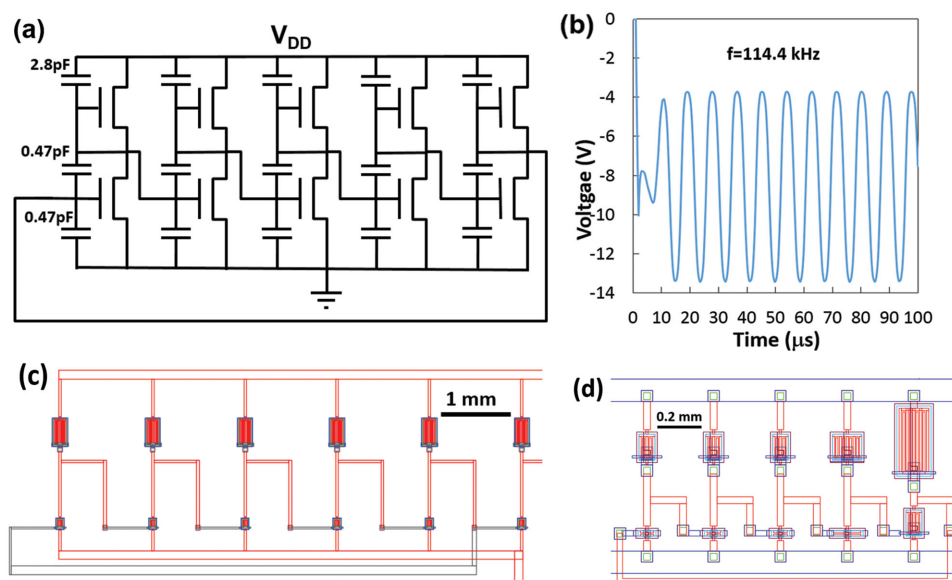 (a)
V_DD
2.8pF
0.47pF
0.47pF
(b)
f=114.4 kHz
Voltgae (V)
0
-2
-4
-6
-8
-10
-12
-14
0 10 20 30 40 50 60 70 80 90 100
Time (μs)
(c)
1 mm
(d)
0.2 mm